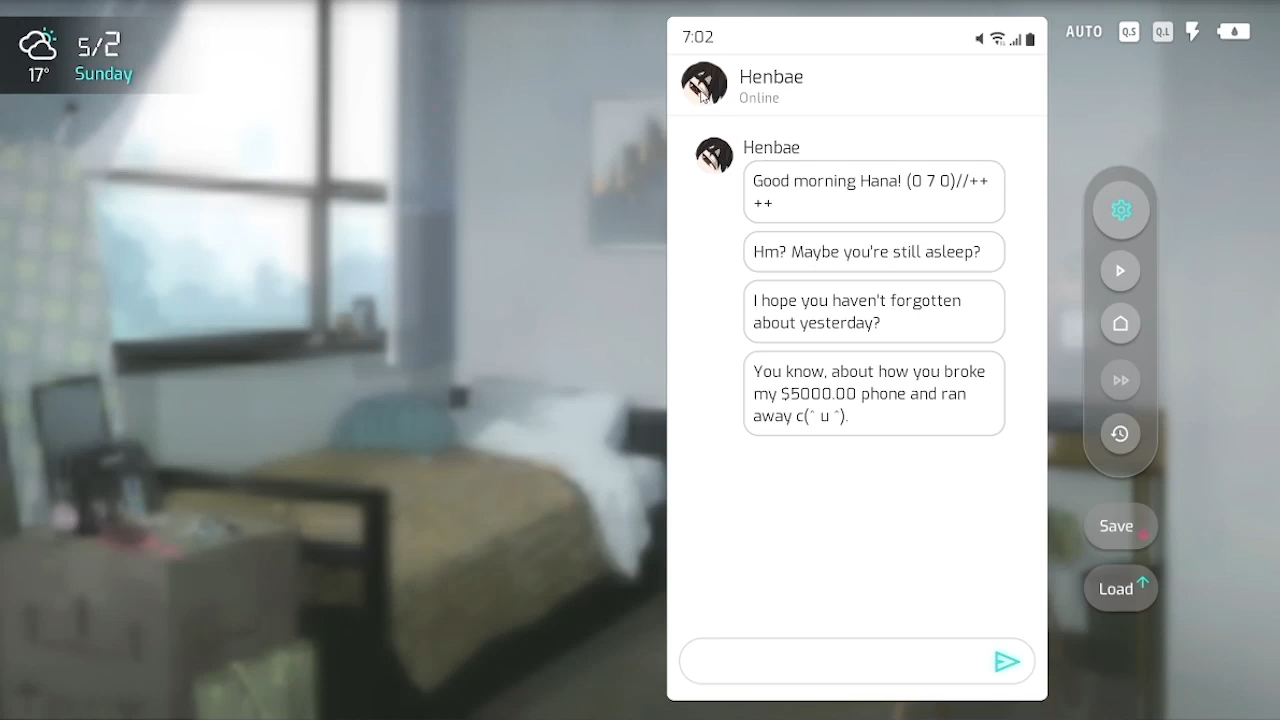 5/2
17°
Sunday
7:02
Henbae
Online
Henbae
Good morning Hana! (0 7 0)//++
++
Hm? Maybe you're still asleep?
I hope you haven't forgotten
about yesterday?
You know, about how you broke
my $5000.00 phone and ran
away c(ˆ u ˆ).
AUTO
Q.S
Q.L
Save
Load